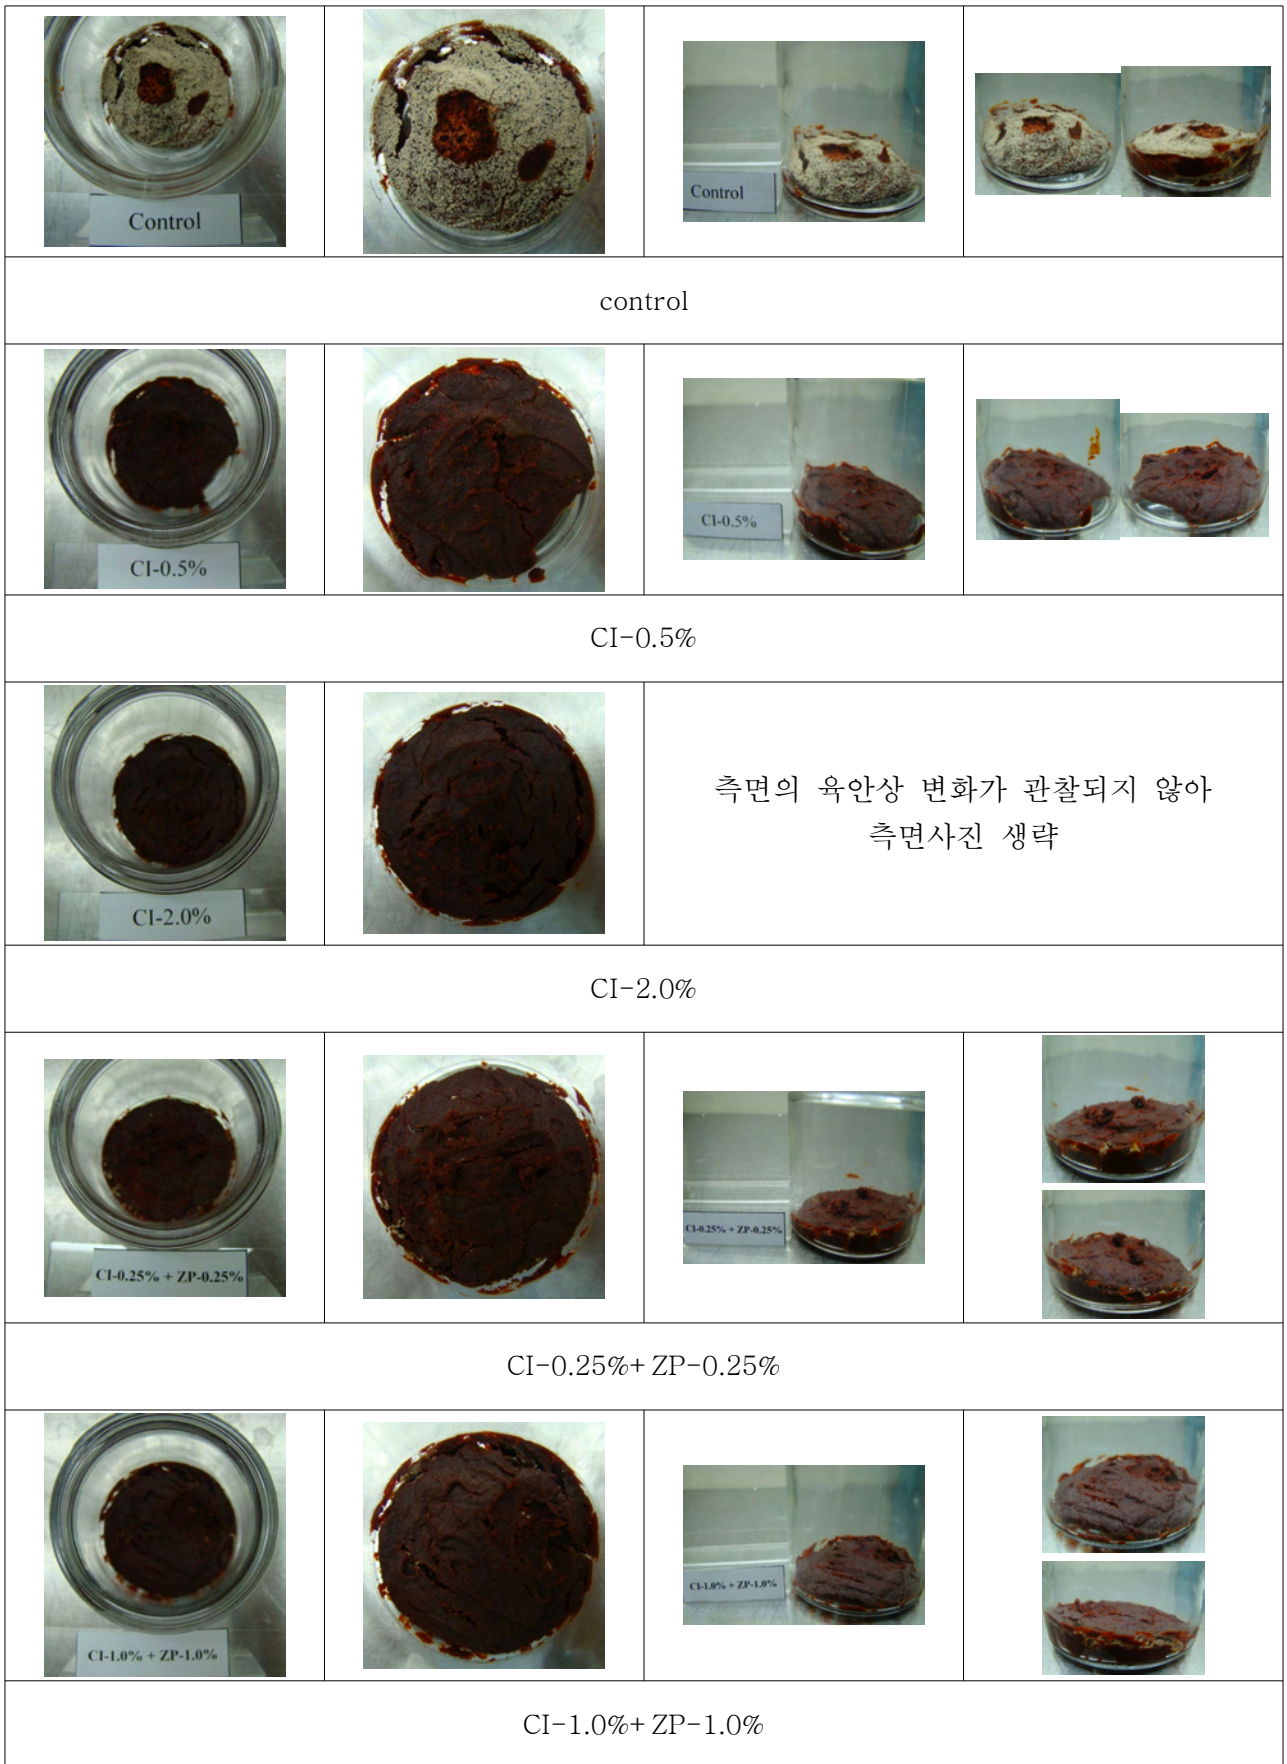 Control
Control
control
CI-0.5%
CI-0.5%
CI-0.5%
측면의 육안상 변화가 관찰되지 않아
측면사진 생략
CI-2.0%
CI-2.0%
CI-0.25% + ZP-0.25%
CI-0.25% + ZP-0.25%
CI-0.25%+ ZP-0.25%
CI-1.0% + ZP-1.0%
CI-1.0% + ZP-1.0%
CI-1.0%+ ZP-1.0%